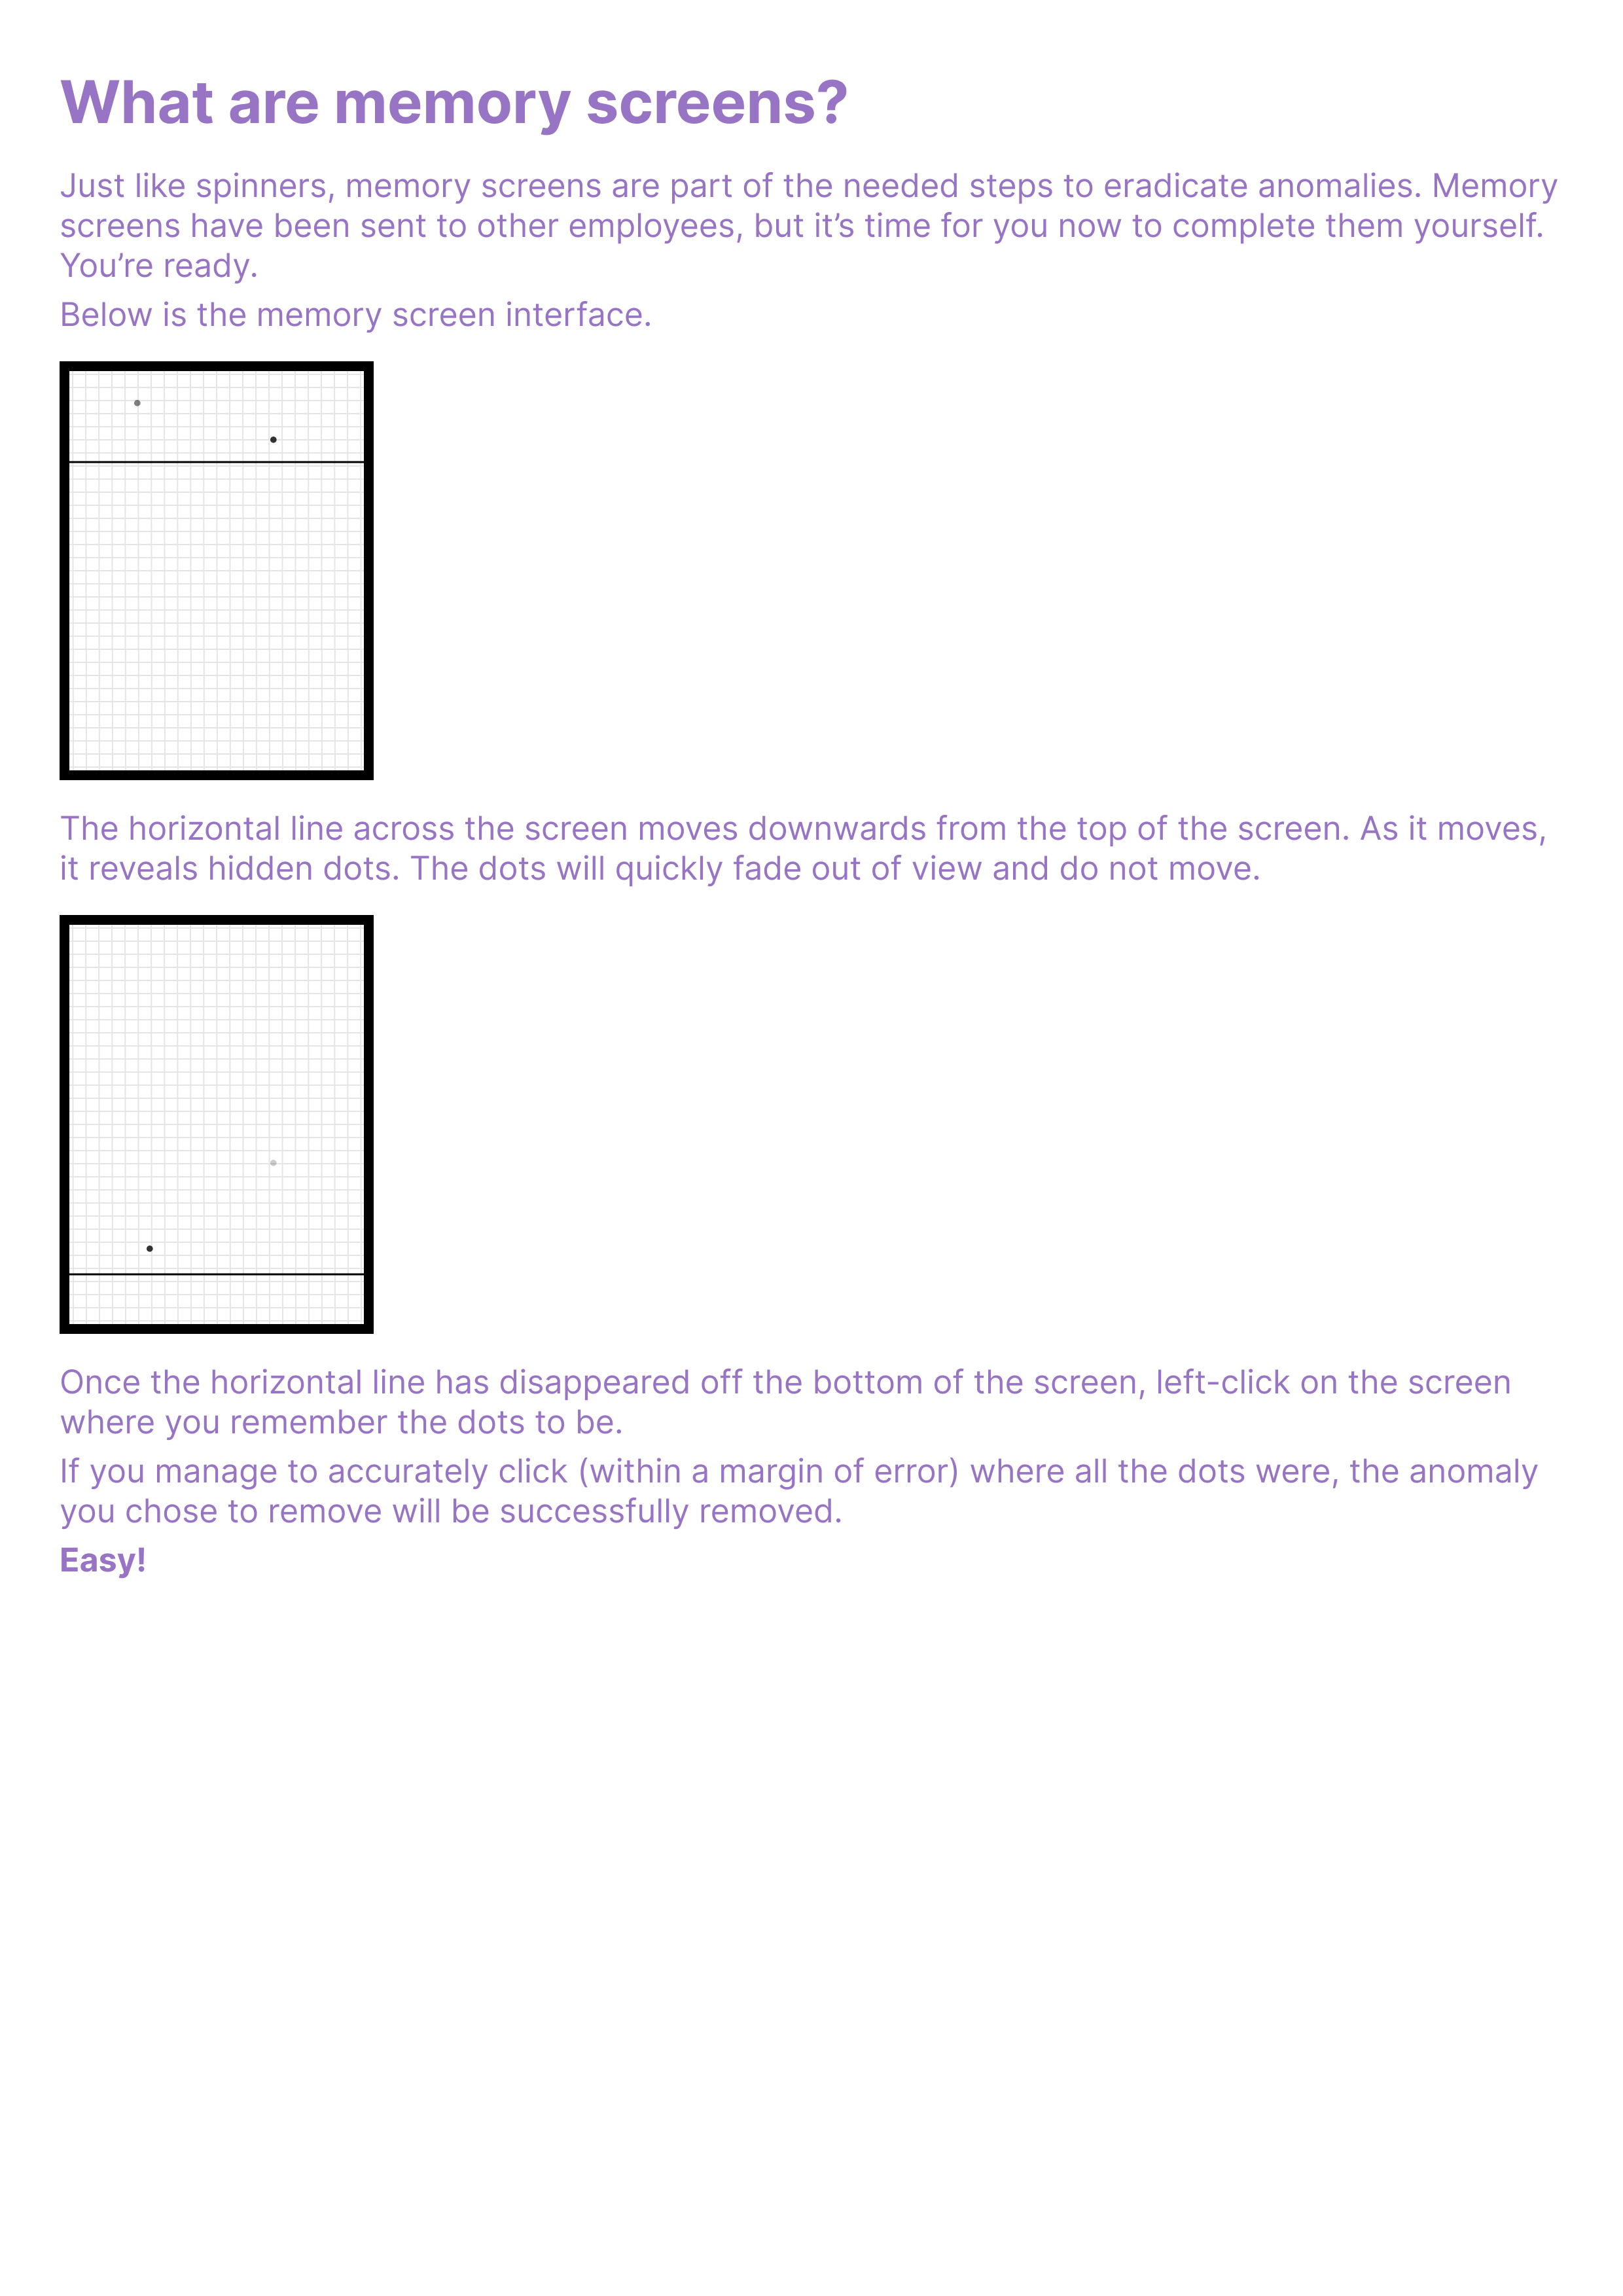 What are memory screens?
Just like spinners, memory screens are part of the needed steps to eradicate anomalies. Memory
screens have been sent to other employees, but it’s time for you now to complete them yourself.
You’re ready.
Below is the memory screen interface.
The horizontal line across the screen moves downwards from the top of the screen. As it moves,
it reveals hidden dots. The dots will quickly fade out of view and do not move.
Once the horizontal line has disappeared off the bottom of the screen, left-click on the screen
where you remember the dots to be.
If you manage to accurately click (within a margin of error) where all the dots were, the anomaly
you chose to remove will be successfully removed.
Easy!